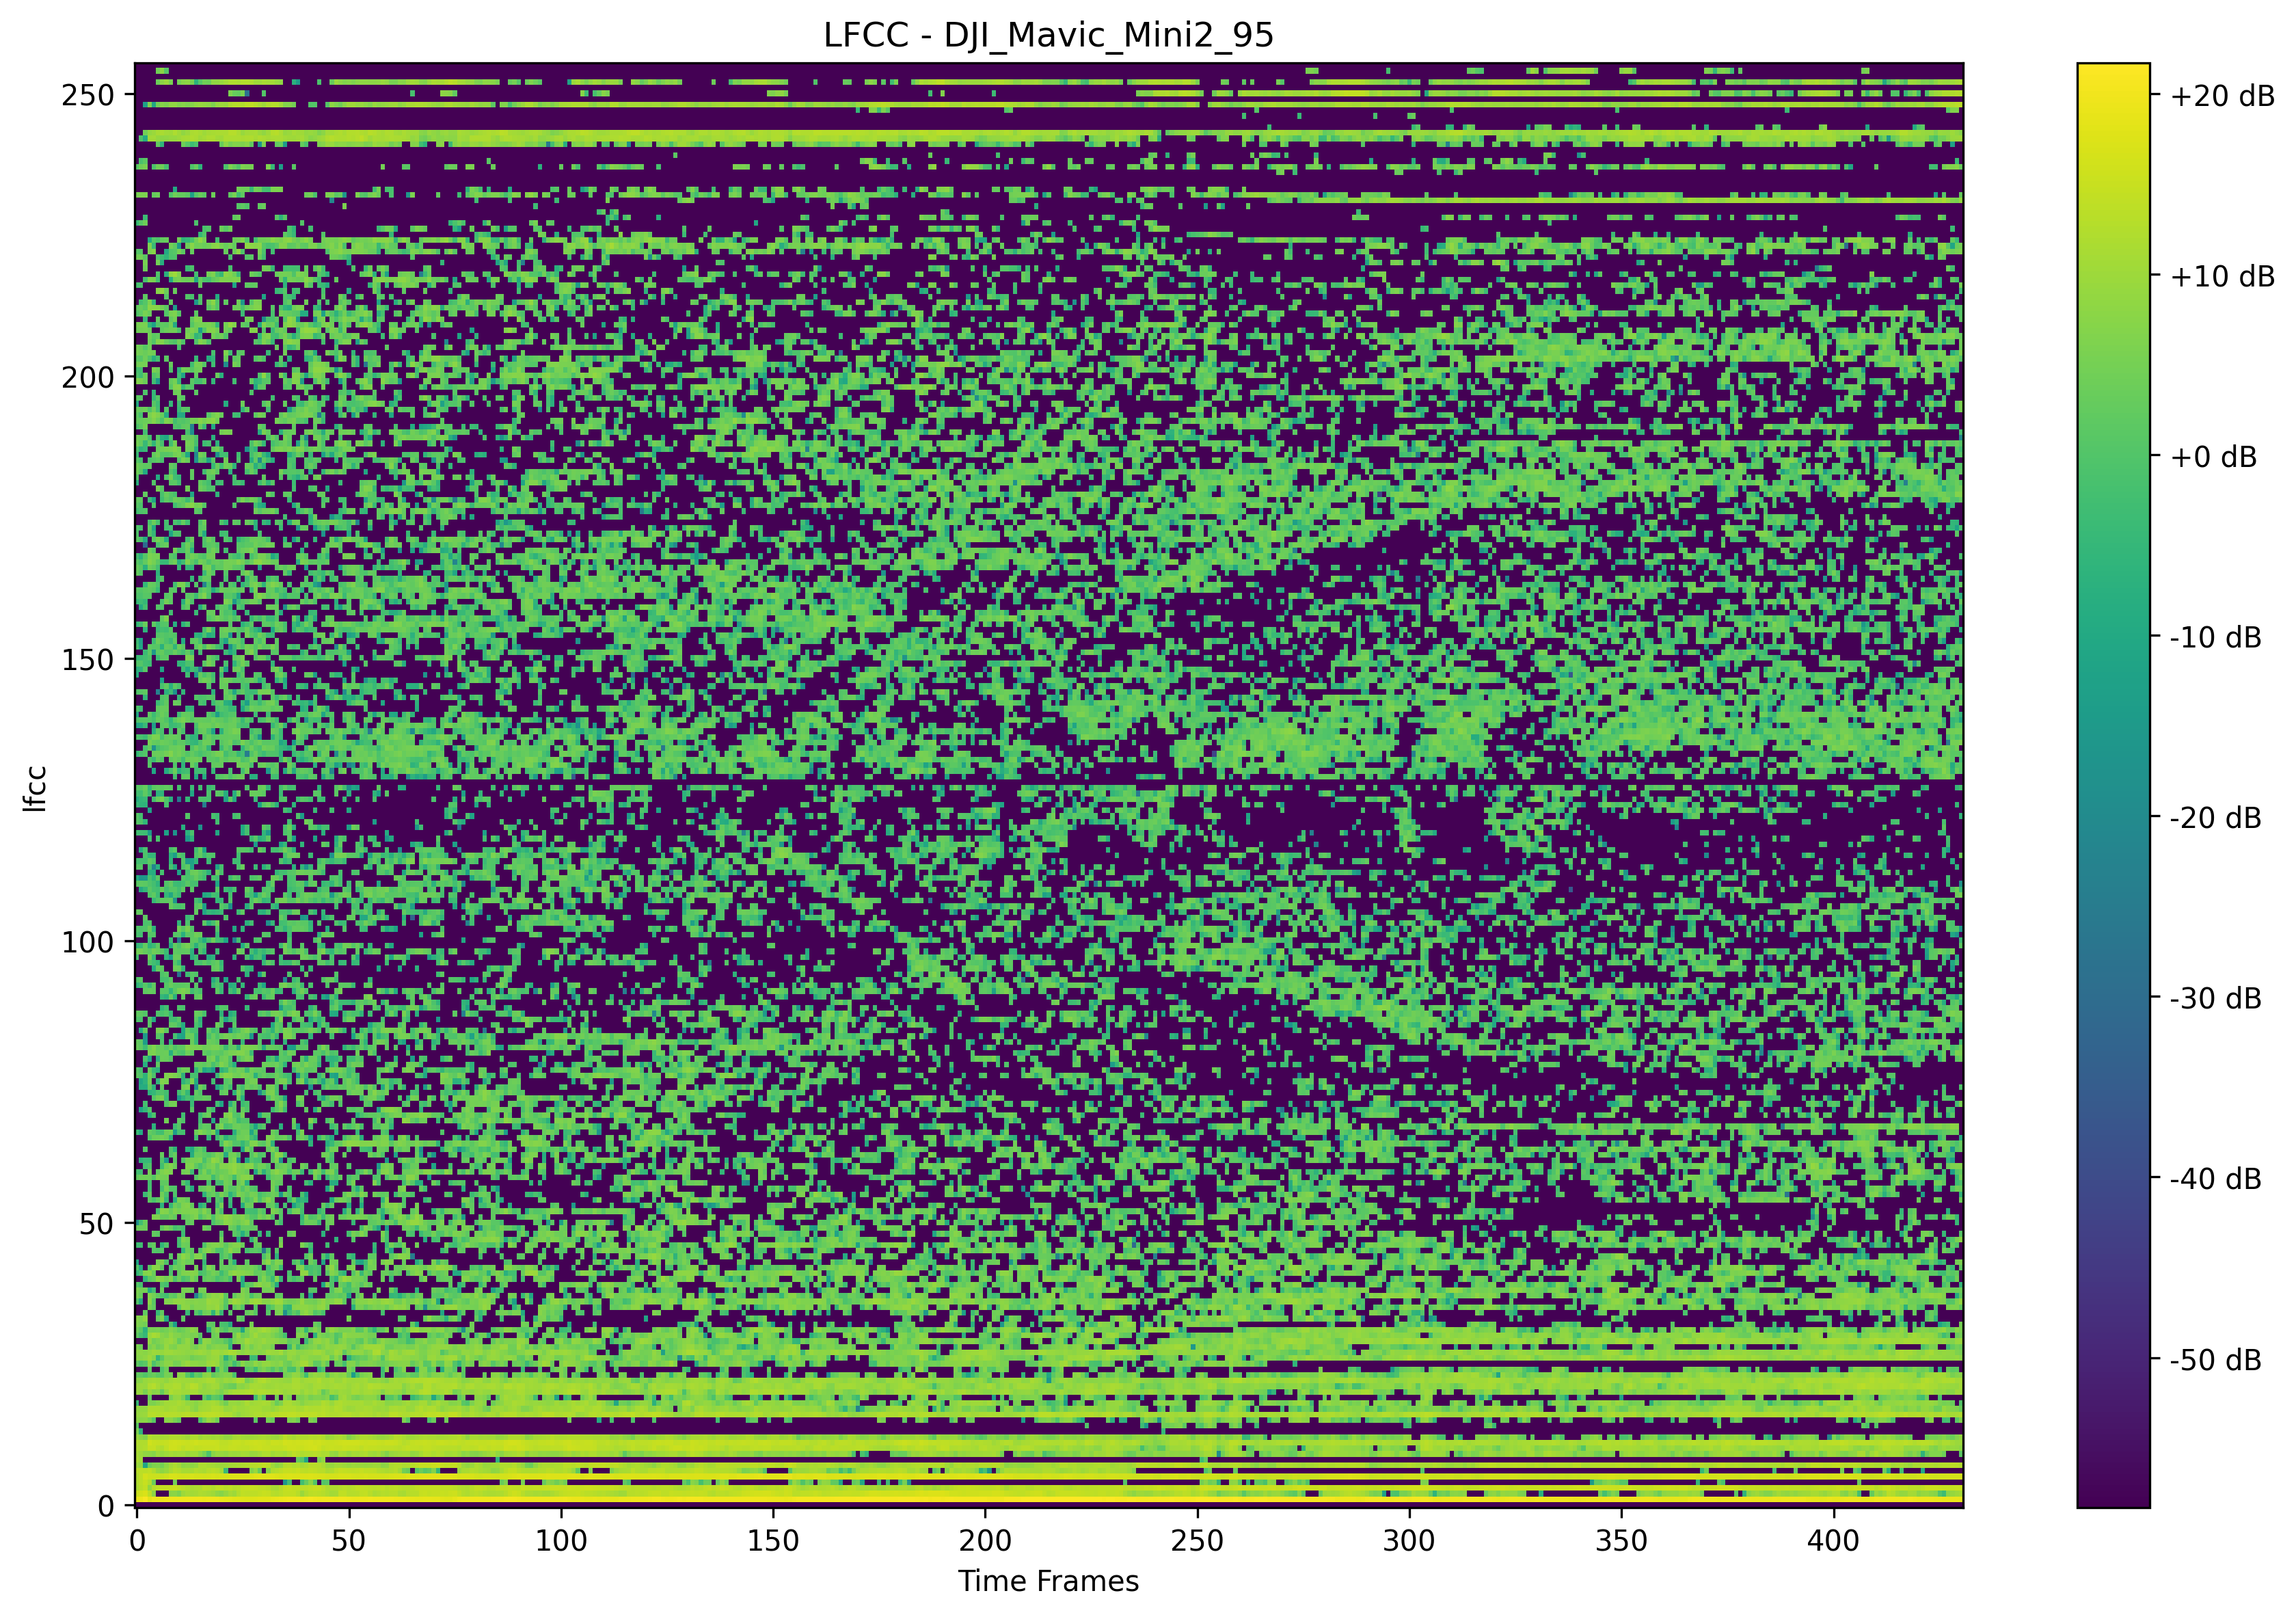 LFCC - DJI_Mavic_Mini2_95
250
200
150
100
50
0
lfcc
0 50 100 150 200 250 300 350 400
Time Frames
+20 dB
+10 dB
+0 dB
-10 dB
-20 dB
-30 dB
-40 dB
-50 dB